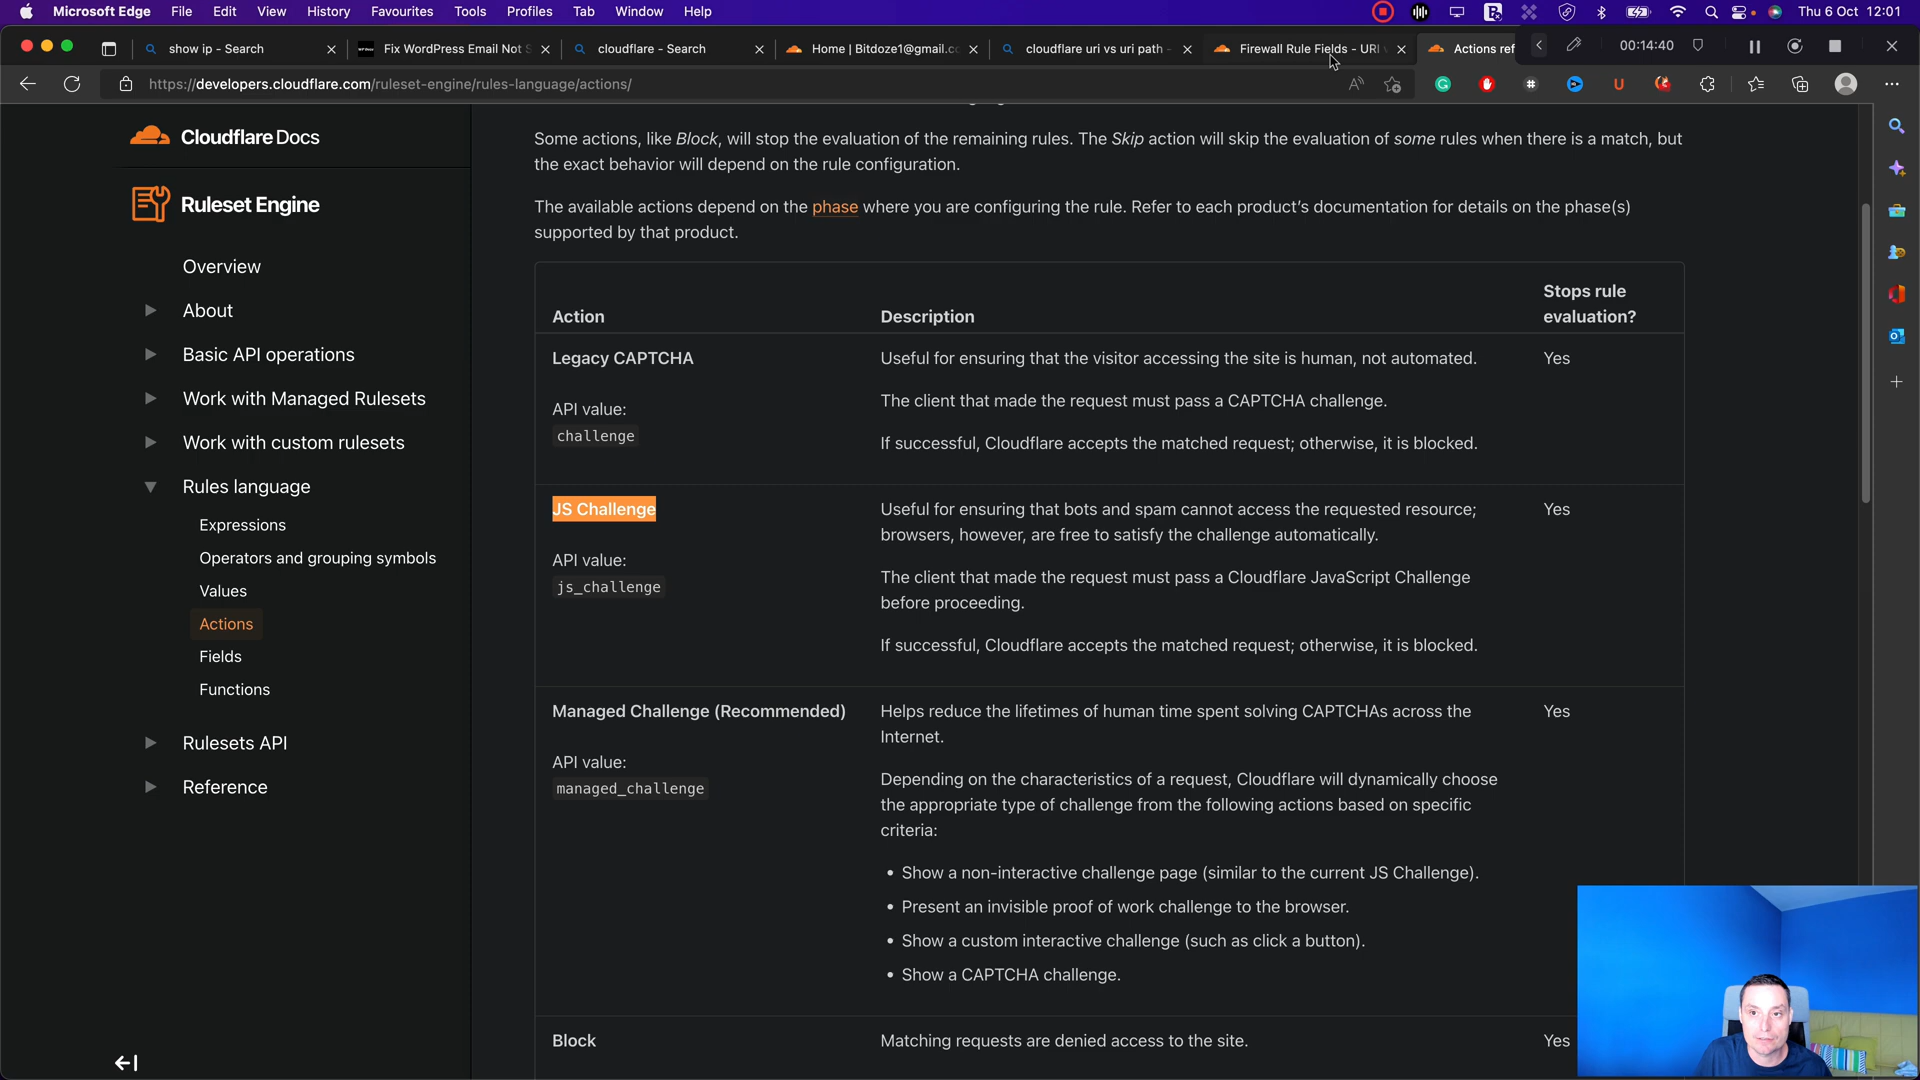 Microsoft Edge File Edit View History Favourites Tools Profiles Tab Window Help Thu 6 Oct 12:01
show ip - Search
Fix WordPress Email Not S
cloudflare - Search
Home | Bitdoze1@gmail.cc
cloudflare uri vs uri path -
Firewall Rule Fields - URI v
Actions ref
00:14:40
https://developers.cloudflare.com/ruleset-engine/rules-language/actions/
Cloudflare Docs
Ruleset Engine
Overview
About
Basic API operations
Work with Managed Rulesets
Work with custom rulesets
Rules language
Expressions
Operators and grouping symbols
Values
Actions
Fields
Functions
Rulesets API
Reference
Some actions, like Block, will stop the evaluation of the remaining rules. The Skip action will skip the evaluation of some rules when there is a match, but
the exact behavior will depend on the rule configuration.
The available actions depend on the phase where you are configuring the rule. Refer to each product's documentation for details on the phase(s)
supported by that product.
Action Description Stops rule
evaluation?
Legacy CAPTCHA Useful for ensuring that the visitor accessing the site is human, not automated. Yes
The client that made the request must pass a CAPTCHA challenge.
API value:
challenge
If successful, Cloudflare accepts the matched request; otherwise, it is blocked.
JS Challenge Useful for ensuring that bots and spam cannot access the requested resource; Yes
browsers, however, are free to satisfy the challenge automatically.
API value:
js_challenge
The client that made the request must pass a Cloudflare JavaScript Challenge
before proceeding.
If successful, Cloudflare accepts the matched request; otherwise, it is blocked.
Managed Challenge (Recommended) Helps reduce the lifetimes of human time spent solving CAPTCHAs across the Yes
Internet.
API value:
managed_challenge
Depending on the characteristics of a request, Cloudflare will dynamically choose
the appropriate type of challenge from the following actions based on specific
criteria:
• Show a non-interactive challenge page (similar to the current JS Challenge).
• Present an invisible proof of work challenge to the browser.
• Show a custom interactive challenge (such as click a button).
• Show a CAPTCHA challenge.
Block Matching requests are denied access to the site. Yes